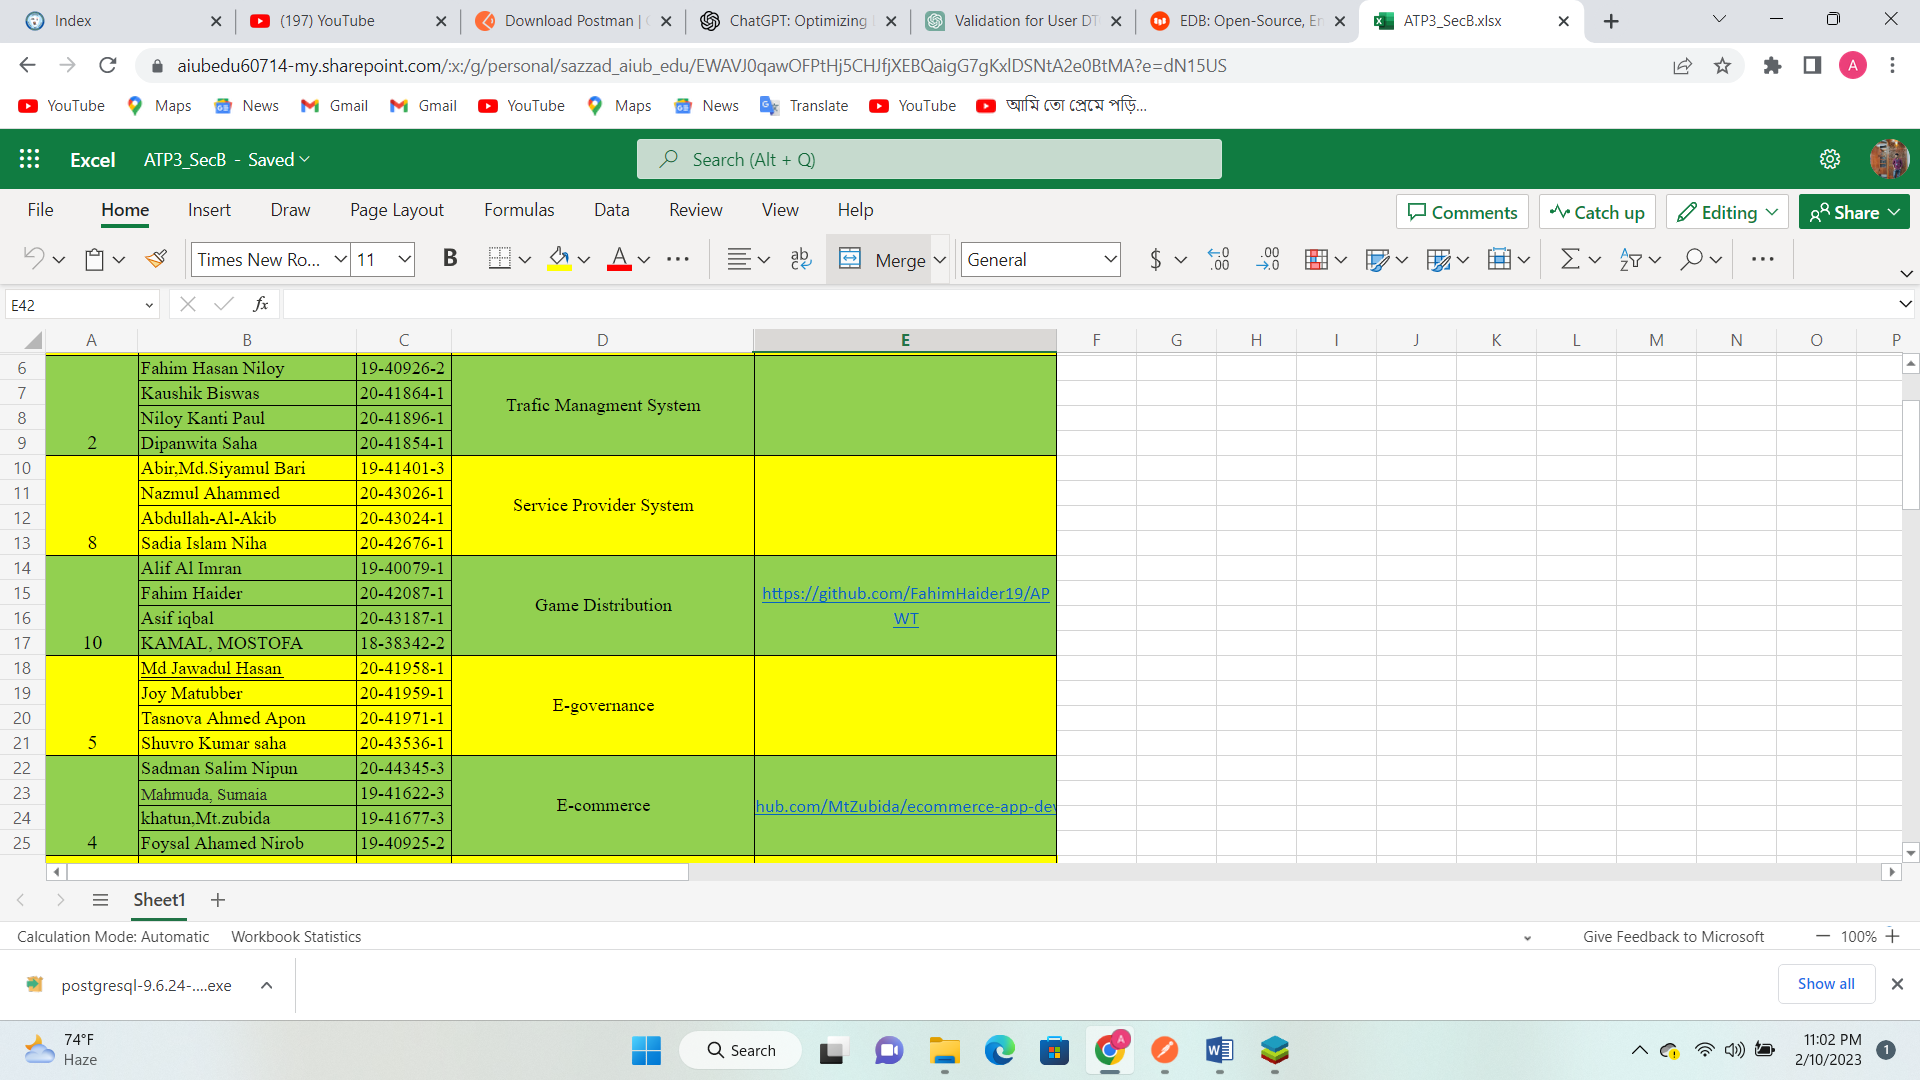 Index
(197) YouTube
Download Postman |
ChatGPT: Optimizing
Validation for User DT
EDB: Open-Source, En
ATP3_SecB.xlsx
aiubedu60714-my.sharepoint.com/:x:/g/personal/sazzad_aiub_edu/EWAVJ0qawOFPtHj5CHJfjXEBQaigG7gKxlDSNtA2e0BtMA?e=dN15US
A
YouTube Maps News Gmail Gmail YouTube Maps News Translate YouTube আমি তো প্রেমে পড়ি...
Excel ATP3_SecB - Saved
Search (Alt + Q)
File Home Insert Draw Page Layout Formulas Data Review View Help
Comments Catch up Editing Share
Times New Ro... 11 B A ab Merge General $ .00 .00 ...
E42 fx
A B C D E F G H I J K L M N O P
6 Fahim Hasan Niloy 19-40926-2
7 Kaushik Biswas 20-41864-1
Trafic Managment System
8 Niloy Kanti Paul 20-41896-1
9 2 Dipanwita Saha 20-41854-1
10 Abir,Md.Siyamul Bari 19-41401-3
11 Nazmul Ahammed 20-43026-1
Service Provider System
12 Abdullah-Al-Akib 20-43024-1
13 8 Sadia Islam Niha 20-42676-1
14 Alif Al Imran 19-40079-1
15 Fahim Haider 20-42087-1 https://github.com/FahimHaider19/AP
Game Distribution
16 Asif iqbal 20-43187-1 WT
17 10 KAMAL, MOSTOFA 18-38342-2
18 Md Jawadul Hasan 20-41958-1
19 Joy Matubber 20-41959-1
E-governance
20 Tasnova Ahmed Apon 20-41971-1
21 5 Shuvro Kumar saha 20-43536-1
22 Sadman Salim Nipun 20-44345-3
23 Mahmuda, Sumaia 19-41622-3
E-commerce hub.com/MtZubida/ecommerce-app-dev
24 khatun,Mt.zubida 19-41677-3
25 4 Foysal Ahamed Nirob 19-40925-2
Sheet1
Calculation Mode: Automatic Workbook Statistics Give Feedback to Microsoft 100%
postgresql-9.6.24-....exe Show all
74°F
Haze
Search
A
11:02 PM
2/10/2023
1